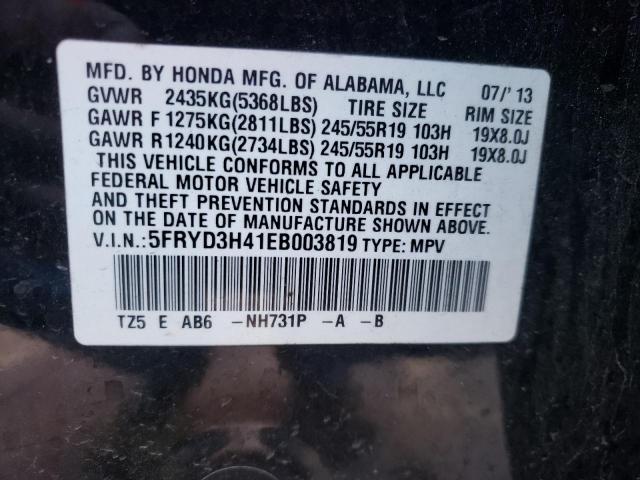 MFD. BY HONDA MFG. OF ALABAMA, LLC 07/'13
GVWR 2435KG(5368LBS) TIRE SIZE RIM SIZE
GAWR F 1275KG(2811LBS) 245/55R19 103H 19X8.0J
GAWR R 1240KG(2734LBS) 245/55R19 103H 19X8.0J
THIS VEHICLE CONFORMS TO ALL APPLICABLE
FEDERAL MOTOR VEHICLE SAFETY
AND THEFT PREVENTION STANDARDS IN EFFECT
ON THE DATE OF MANUFACTURE SHOWN ABOVE.
V.I.N.:5FRYD3H41EB003819 TYPE: MPV
TZ5 E AB6 -NH731P -A -B